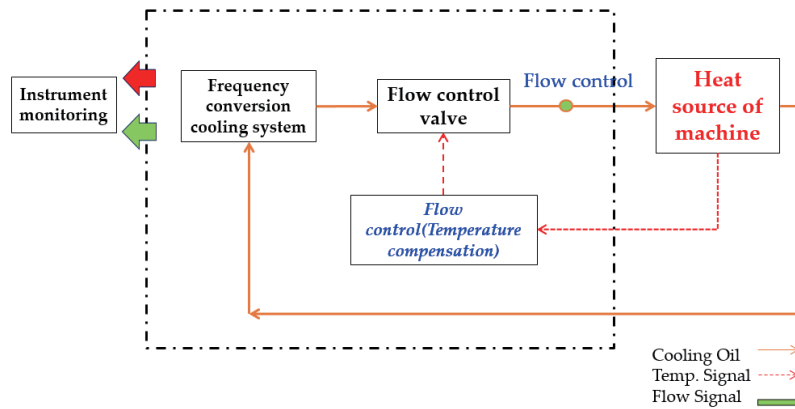 Instrument
monitoring
Frequency
conversion
cooling system
Flow control
valve
Flow control
Heat
source of
machine
Flow
control(Temperature
compensation)
Cooling Oil
Temp. Signal
Flow Signal